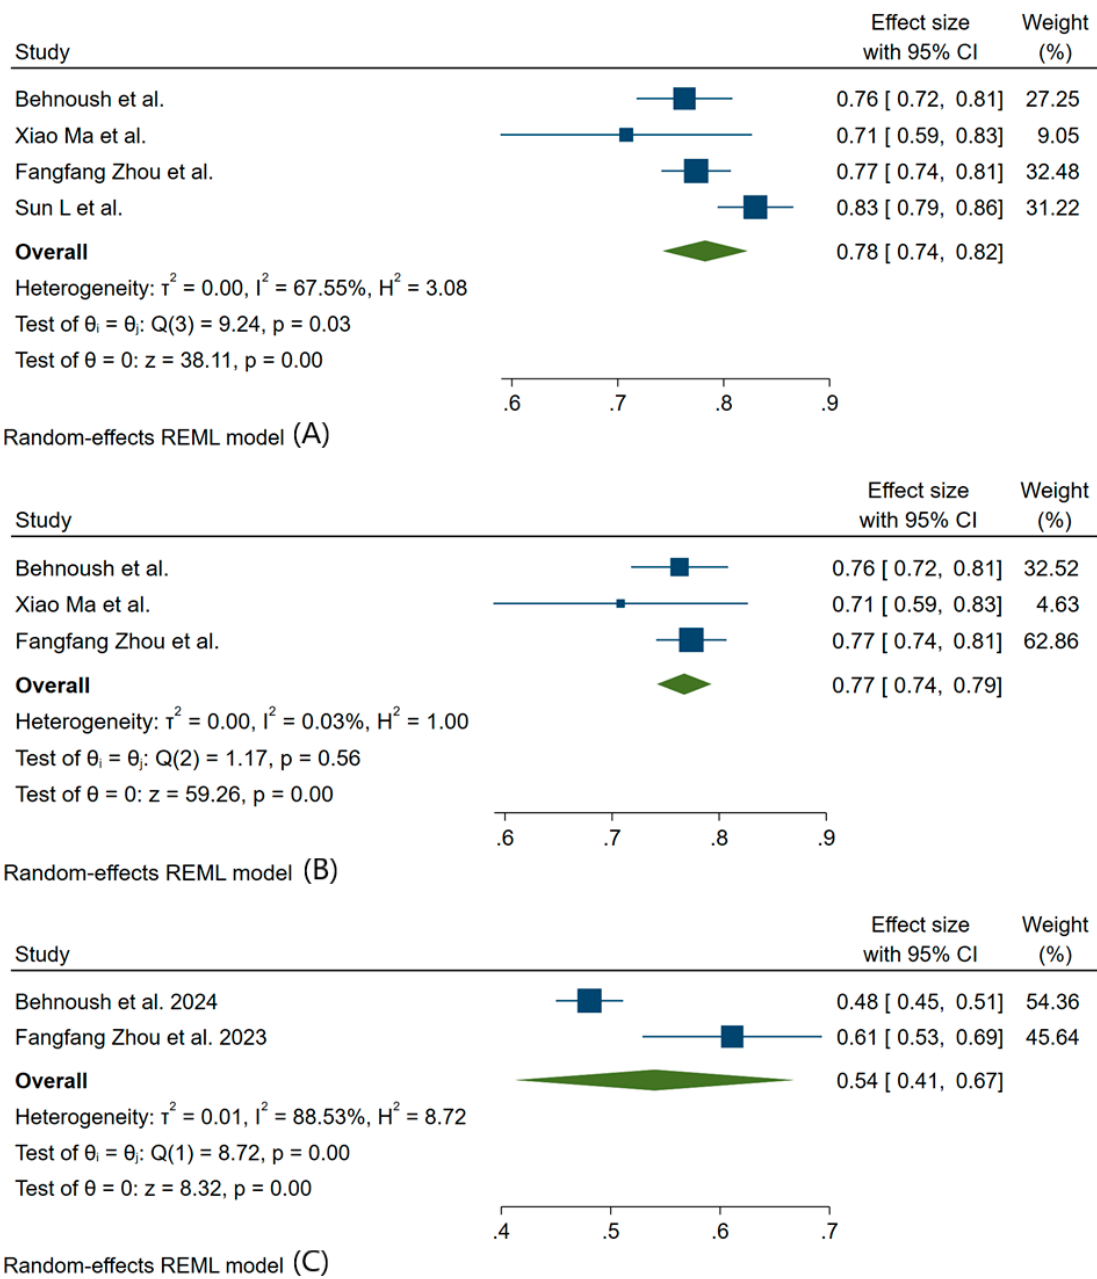 Effect size Weight
Study with 95% CI (%)
Behnoush et al. 0.76 [ 0.72, 0.81] 27.25
Xiao Ma et al. 0.71 [ 0.59, 0.83] 9.05
Fangfang Zhou et al. 0.77 [ 0.74, 0.81] 32.48
Sun L et al. 0.83 [ 0.79, 0.86] 31.22
Overall 0.78 [ 0.74, 0.82]
Heterogeneity: τ² = 0.00, I² = 67.55%, H² = 3.08
Test of θᵢ = θⱼ: Q(3) = 9.24, p = 0.03
Test of θ = 0: z = 38.11, p = 0.00
.6 .7 .8 .9
Random-effects REML model (A)
Effect size Weight
Study with 95% CI (%)
Behnoush et al. 0.76 [ 0.72, 0.81] 32.52
Xiao Ma et al. 0.71 [ 0.59, 0.83] 4.63
Fangfang Zhou et al. 0.77 [ 0.74, 0.81] 62.86
Overall 0.77 [ 0.74, 0.79]
Heterogeneity: τ² = 0.00, I² = 0.03%, H² = 1.00
Test of θᵢ = θⱼ: Q(2) = 1.17, p = 0.56
Test of θ = 0: z = 59.26, p = 0.00
.6 .7 .8 .9
Random-effects REML model (B)
Effect size Weight
Study with 95% CI (%)
Behnoush et al. 2024 0.48 [ 0.45, 0.51] 54.36
Fangfang Zhou et al. 2023 0.61 [ 0.53, 0.69] 45.64
Overall 0.54 [ 0.41, 0.67]
Heterogeneity: τ² = 0.01, I² = 88.53%, H² = 8.72
Test of θᵢ = θⱼ: Q(1) = 8.72, p = 0.00
Test of θ = 0: z = 8.32, p = 0.00
.4 .5 .6 .7
Random-effects REML model (C)